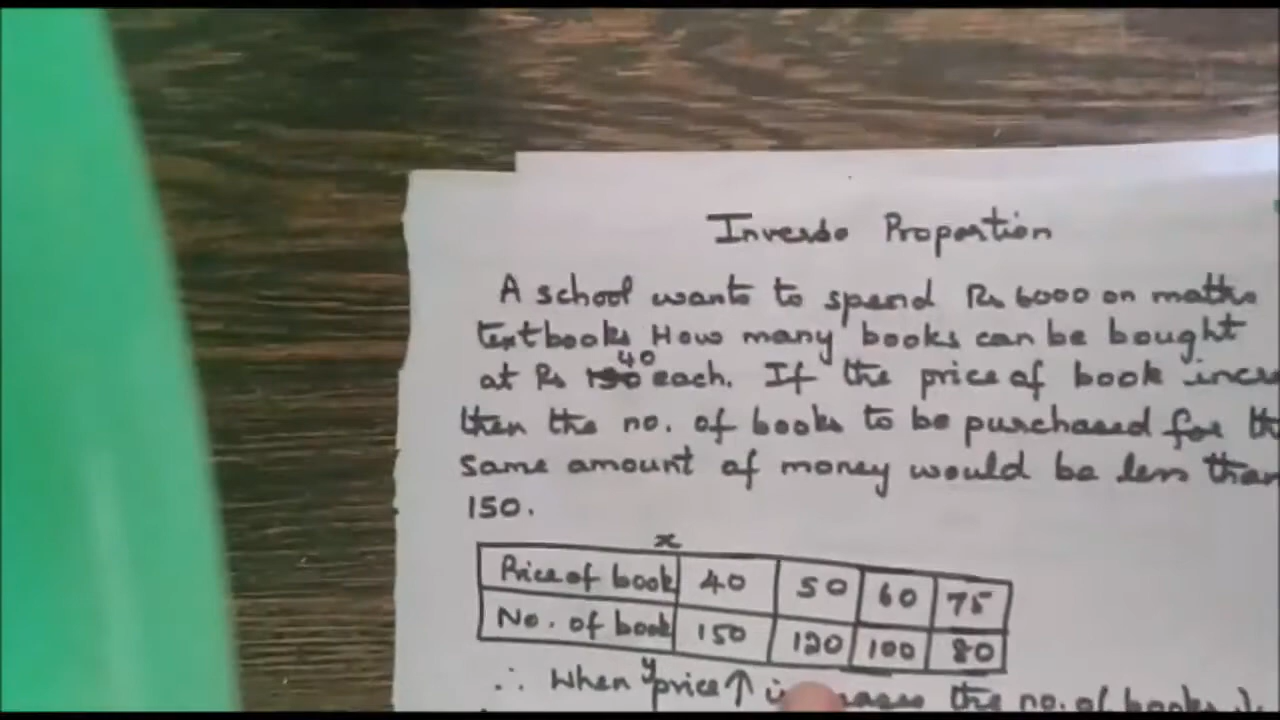 Inverse Proportion
A school wants to spend Rs 6000 on maths
textbooks How many books can be bought
40
at Rs each. If the price of book incre
then the no. of books to be purchased for th
same amount of money would be less than
150.
x
Price of book 40 50 60 75
No. of book 150 120 100 80
y
∴ When price ↑ the no. of books